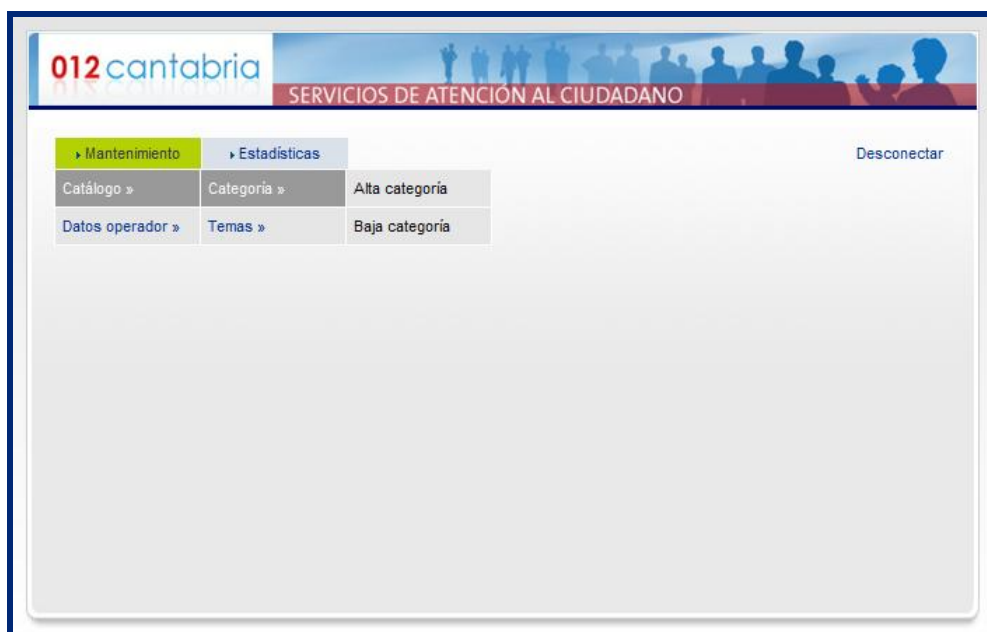 012 cantabria
SERVICIOS DE ATENCIÓN AL CIUDADANO
Mantenimiento Estadísticas Desconectar
Catálogo » Categoría » Alta categoría
Datos operador » Temas » Baja categoría